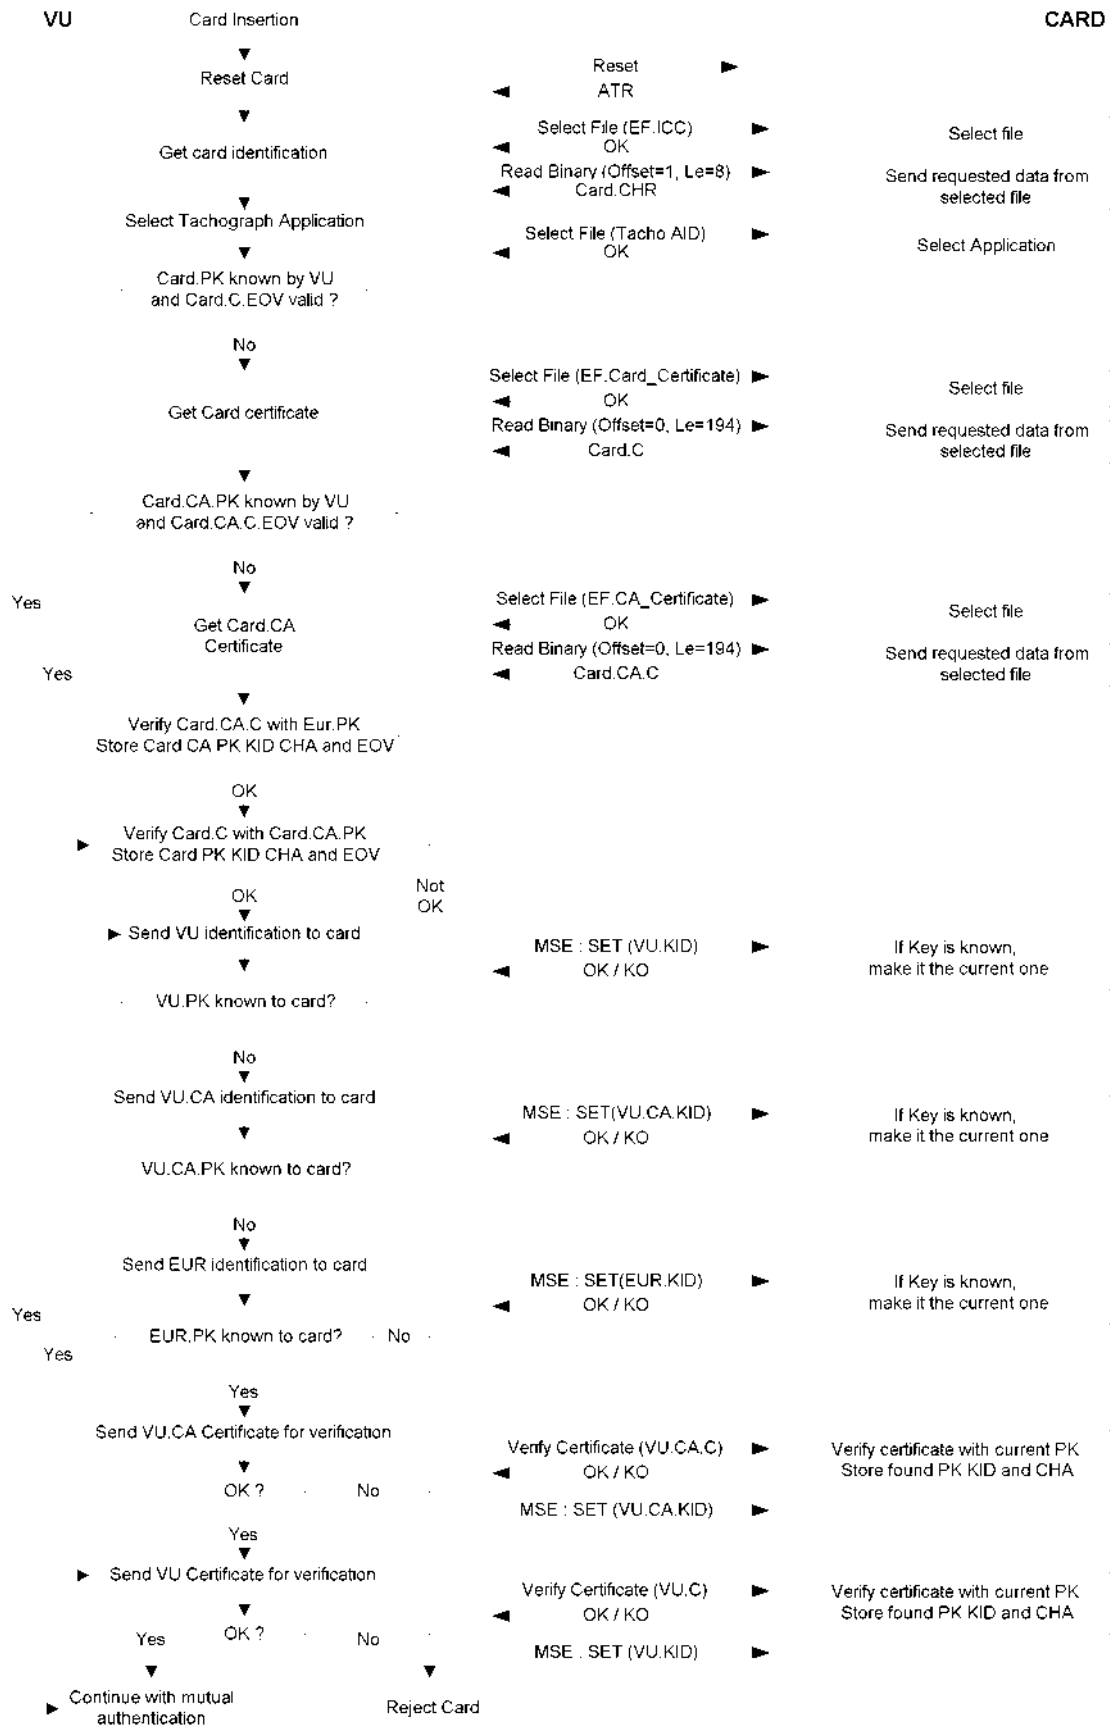 VU
Card Insertion
CARD
Reset Card
Reset
ATR
Get card identification
Select File (EF.ICC)
OK
Select file
Read Binary (Offset=1, Le=8)
Card.CHR
Send requested data from
selected file
Select Tachograph Application
Select File (Tacho AID)
OK
Select Application
Card.PK known by VU
and Card.C.EOV valid ?
No
Get Card certificate
Select File (EF.Card_Certificate)
OK
Select file
Read Binary (Offset=0, Le=194)
Card.C
Send requested data from
selected file
Card.CA.PK known by VU
and Card.CA.C.EOV valid ?
No
Yes
Get Card.CA
Certificate
Select File (EF.CA_Certificate)
OK
Select file
Read Binary (Offset=0, Le=194)
Card.CA.C
Send requested data from
selected file
Yes
Verify Card.CA.C with Eur.PK
Store Card CA PK KID CHA and EOV
OK
Verify Card.C with Card.CA.PK
Store Card PK KID CHA and EOV
OK
Not
OK
Send VU identification to card
MSE : SET (VU.KID)
OK / KO
If Key is known,
make it the current one
VU.PK known to card?
No
Send VU.CA identification to card
MSE : SET(VU.CA.KID)
OK / KO
If Key is known,
make it the current one
VU.CA.PK known to card?
No
Send EUR identification to card
MSE : SET(EUR.KID)
OK / KO
If Key is known,
make it the current one
Yes
EUR.PK known to card?
No
Yes
Yes
Send VU.CA Certificate for verification
Verify Certificate (VU.CA.C)
OK / KO
Verify certificate with current PK
Store found PK KID and CHA
OK ?
No
MSE : SET (VU.CA.KID)
Yes
Send VU Certificate for verification
Verify Certificate (VU.C)
OK / KO
Verify certificate with current PK
Store found PK KID and CHA
Yes
OK ?
No
MSE : SET (VU.KID)
Continue with mutual
authentication
Reject Card